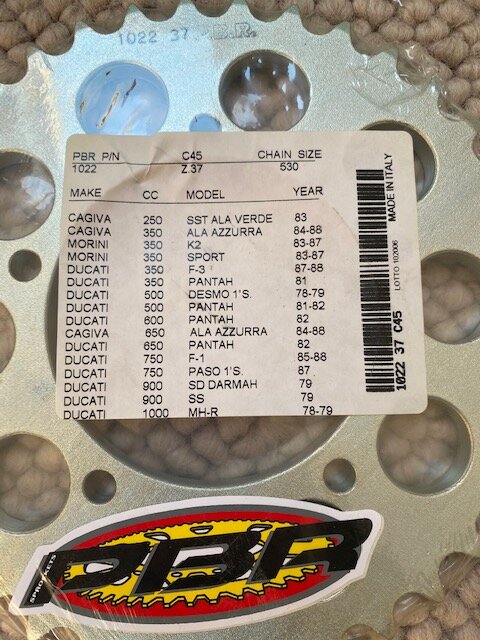 1022 37 P.B.R.
PBR P/N C45 CHAIN SIZE
1022 Z.37 530
MAKE CC MODEL YEAR
CAGIVA 250 SST ALA VERDE 83
CAGIVA 350 ALA AZZURRA 84-88
MORINI 350 K2 83-87
MORINI 350 SPORT 83-87
DUCATI 350 F-3 87-88
DUCATI 350 PANTAH 81
DUCATI 500 DESMO 1'S. 78-79
DUCATI 500 PANTAH 81-82
DUCATI 600 PANTAH 82
CAGIVA 650 ALA AZZURRA 84-88
DUCATI 650 PANTAH 82
DUCATI 750 F-1 85-88
DUCATI 750 PASO 1'S. 87
DUCATI 900 SD DARMAH 79
DUCATI 900 SS 79
DUCATI 1000 MH-R 78-79
1022 37 C45
LOTTO 102006
MADE IN ITALY
SPROCKETS
PBR